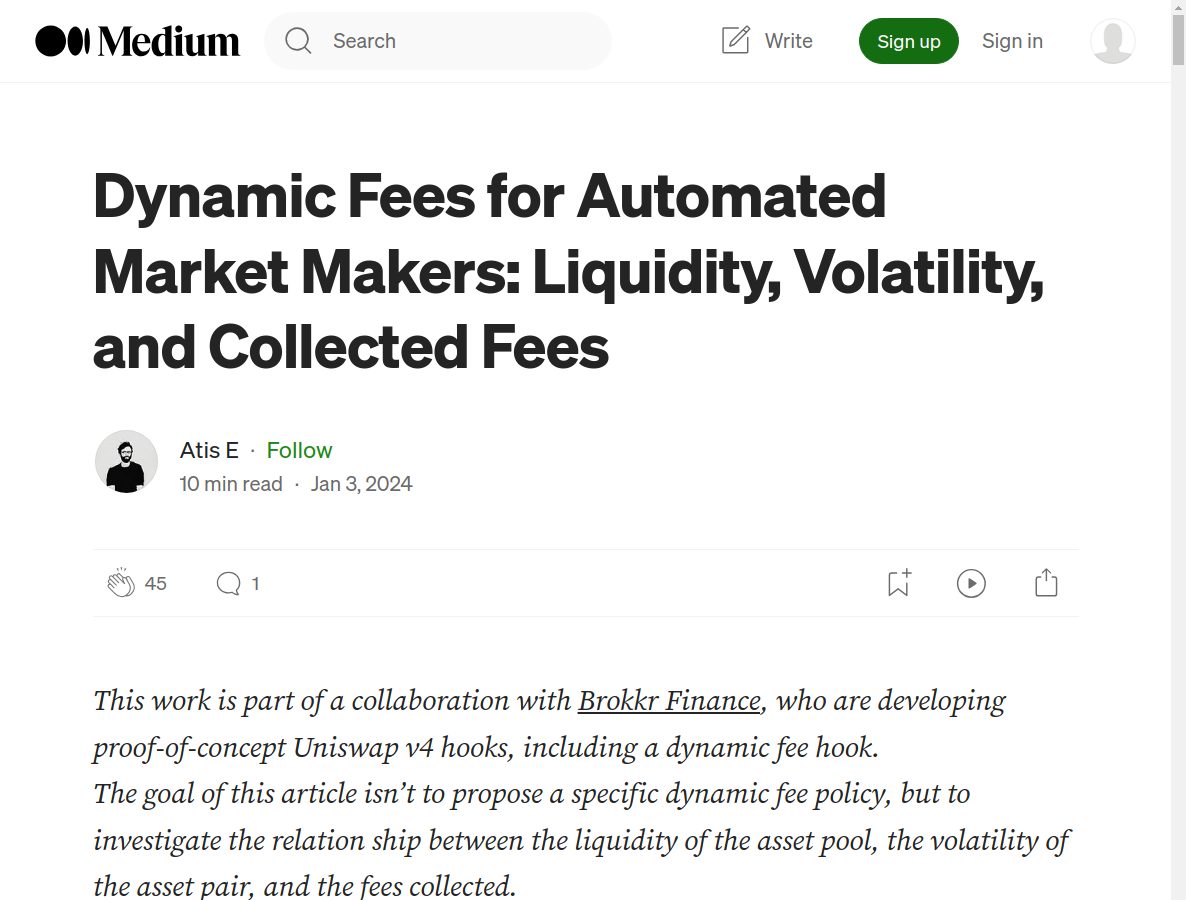 Medium
Search
Write
Sign up
Sign in
Dynamic Fees for Automated
Market Makers: Liquidity, Volatility,
and Collected Fees
Atis E · Follow
10 min read · Jan 3, 2024
45
1
This work is part of a collaboration with Brokkr Finance, who are developing
proof-of-concept Uniswap v4 hooks, including a dynamic fee hook.
The goal of this article isn’t to propose a specific dynamic fee policy, but to
investigate the relation ship between the liquidity of the asset pool, the volatility of
the asset pair, and the fees collected.